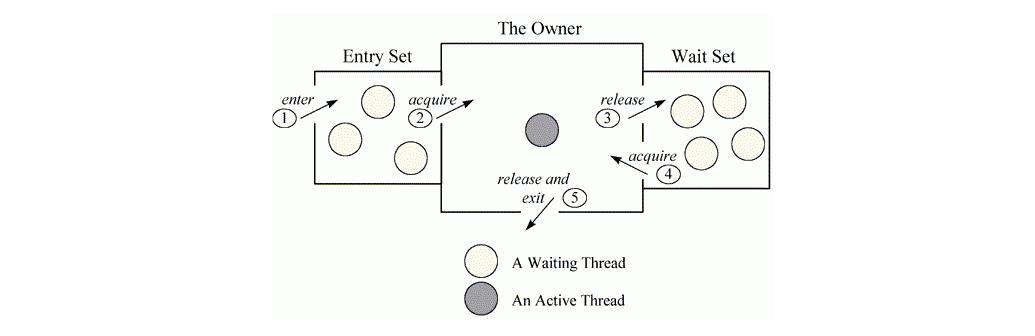 The Owner
Entry Set
Wait Set
enter
1
acquire
2
release
3
acquire
4
release and
exit
5
A Waiting Thread
An Active Thread